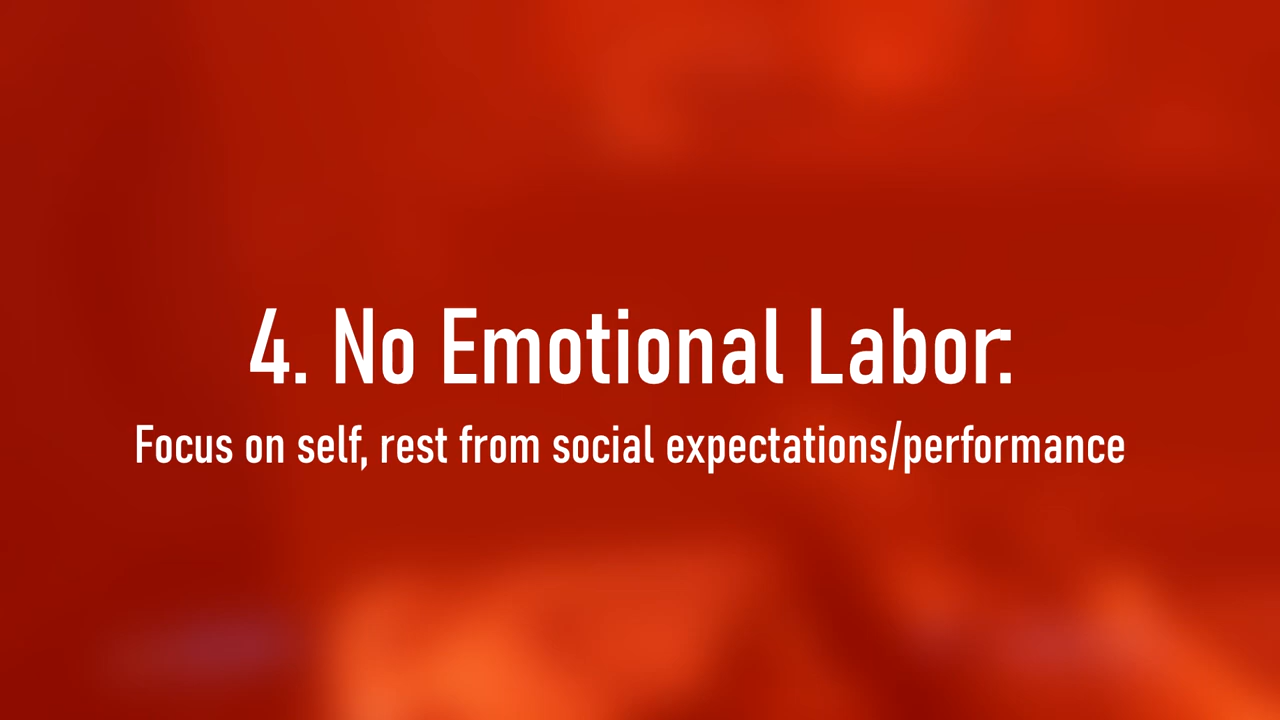 4. No Emotional Labor:
Focus on self, rest from social expectations/performance